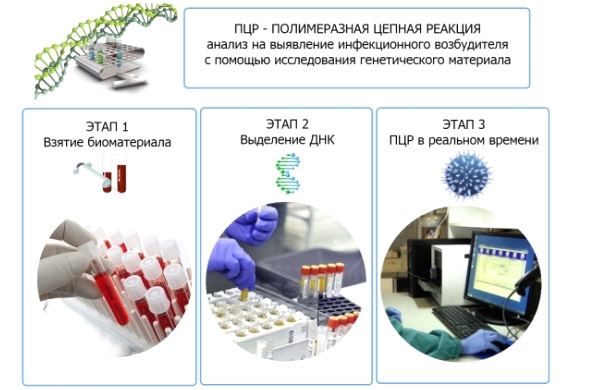 ПЦР - ПОЛИМЕРАЗНАЯ ЦЕПНАЯ РЕАКЦИЯ
анализ на выявление инфекционного возбудителя
с помощью исследования генетического материала
ЭТАП 1
Взятие биоматериала
ЭТАП 2
Выделение ДНК
ЭТАП 3
ПЦР в реальном времени